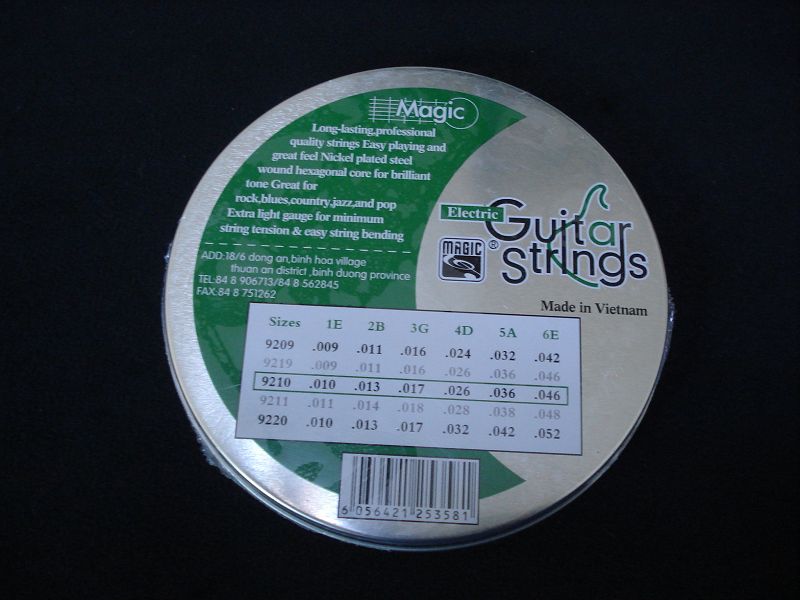 Magic
Long-lasting,professional
quality strings Easy playing and
great feel Nickel plated steel
wound hexagonal core for brilliant
tone Great for
rock,blues,country,jazz,and pop
Extra light gauge for minimum
string tension & easy string bending
ADD:18/6 dong an,binh hoa village
thuan an district ,binh duong province
TEL:84 8 906713/84 8 562845
FAX:84 8 751262
Electric
Guitar
MAGIC ®
Strings
Made in Vietnam
Sizes 1E 2B 3G 4D 5A 6E
9209 .009 .011 .016 .024 .032 .042
9219 .009 .011 .016 .026 .036 .046
9210 .010 .013 .017 .026 .036 .046
9211 .011 .014 .018 .028 .038 .048
9220 .010 .013 .017 .032 .042 .052
6 056421 253581